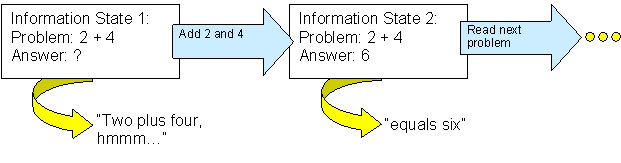 Information State 1:
Problem: 2 + 4
Answer: ?
Add 2 and 4
Information State 2:
Problem: 2 + 4
Answer: 6
Read next
problem
"Two plus four,
hmmm..."
"equals six"